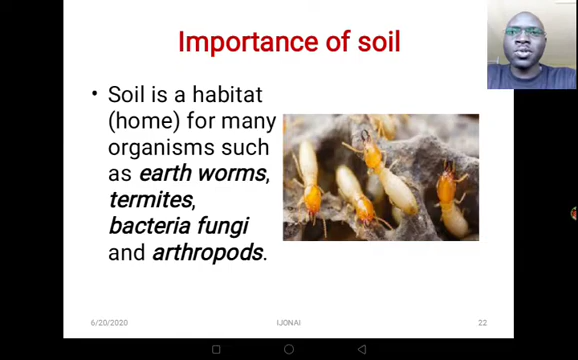 Importance of soil
• Soil is a habitat
(home) for many
organisms such
as earth worms,
termites,
bacteria fungi
and arthropods.
6/20/2020 IJONAI 22